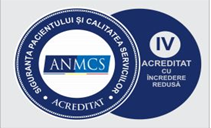 SIGURANȚA PACIENTULUI ȘI CALITATEA SERVICIILOR
ANMCS
• ACREDITAT •
IV
ACREDITAT
CU
ÎNCREDERE
REDUSĂ